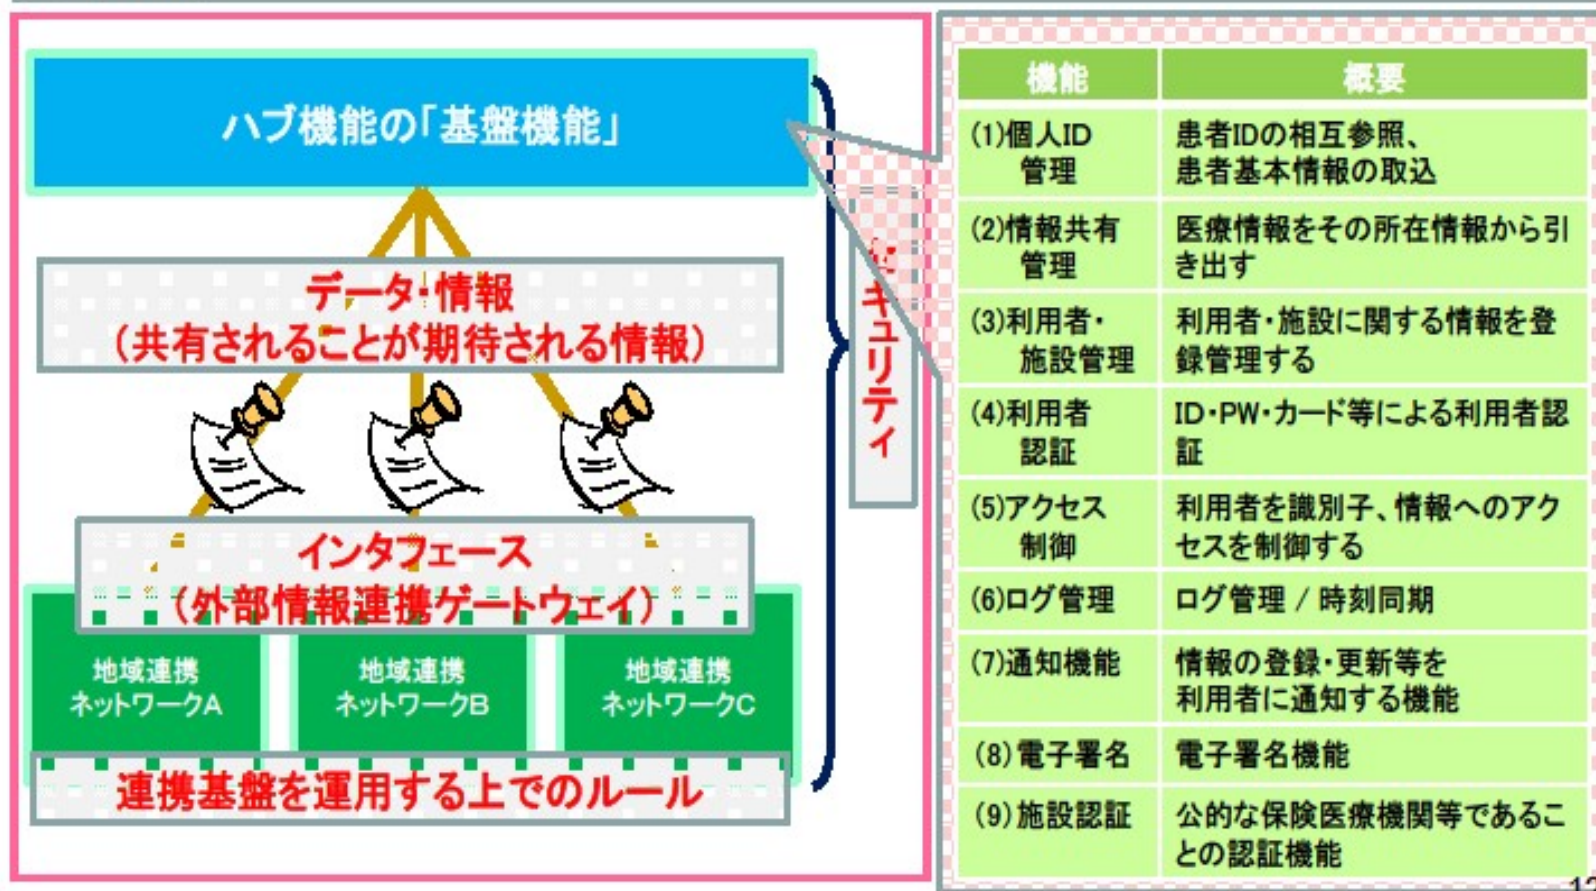 ハブ機能の「基盤機能」
データ・情報
（共有されることが期待される情報）
キュリティ
インタフェース
（外部情報連携ゲートウェイ）
地域連携
ネットワークA
地域連携
ネットワークB
地域連携
ネットワークC
連携基盤を運用する上でのルール
機能
概要
(1)個人ID
管理
患者IDの相互参照、
患者基本情報の取込
(2)情報共有
管理
医療情報をその所在情報から引
き出す
(3)利用者・
施設管理
利用者・施設に関する情報を登
録管理する
(4)利用者
認証
ID・PW・カード等による利用者認
証
(5)アクセス
制御
利用者を識別子、情報へのアク
セスを制御する
(6)ログ管理
ログ管理 / 時刻同期
(7)通知機能
情報の登録・更新等を
利用者に通知する機能
(8)電子署名
電子署名機能
(9)施設認証
公的な保険医療機関等であるこ
との認証機能